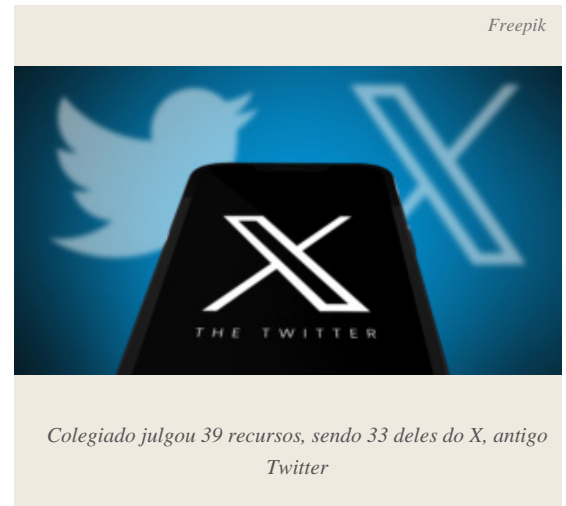 Freepik
THE TWITTER
Colegiado julgou 39 recursos, sendo 33 deles do X, antigo
Twitter